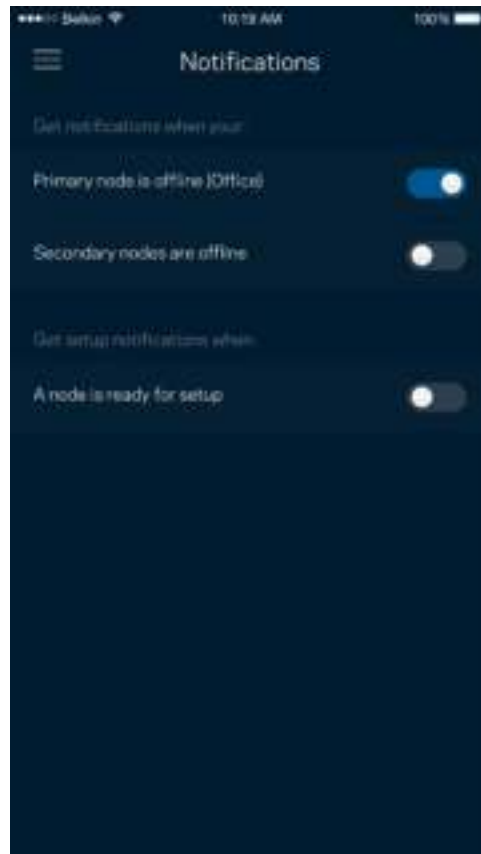 Belkin 10:19 AM 100%
Notifications
Get notifications when your:
Primary node is offline (Office)
Secondary nodes are offline
Get setup notifications when:
A node is ready for setup